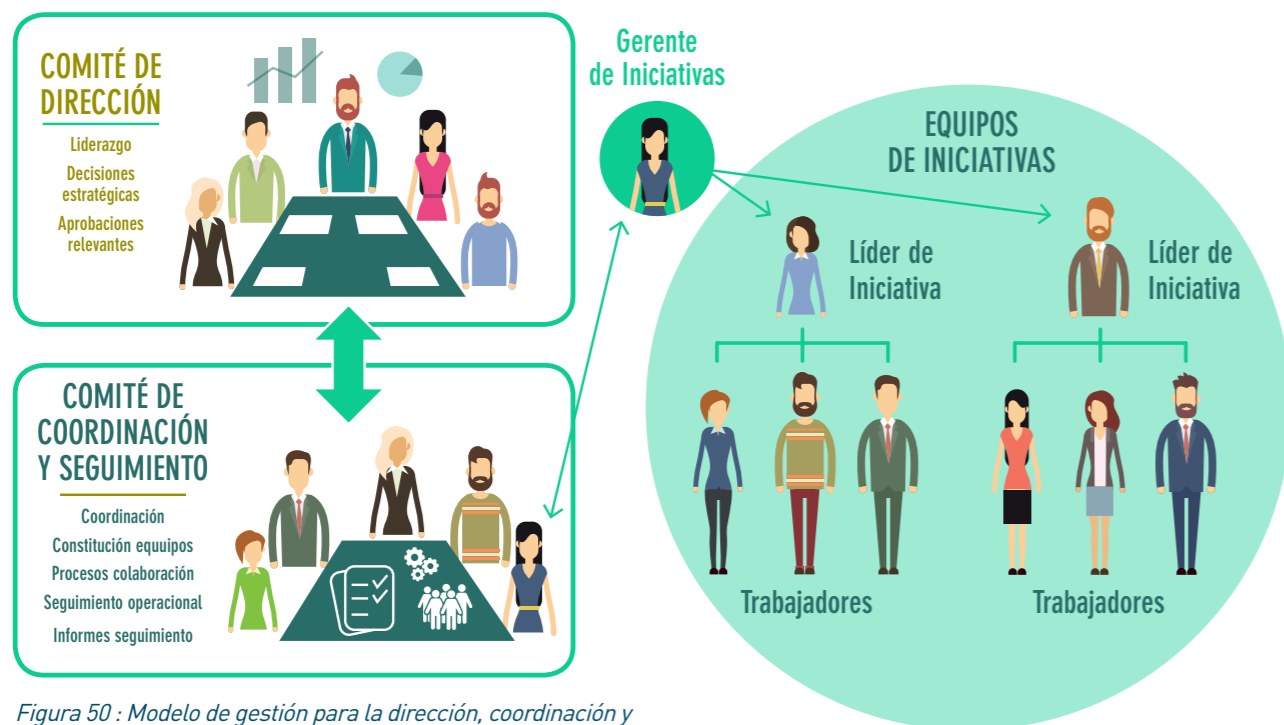 COMITÉ DE
DIRECCIÓN
Liderazgo
Decisiones
estratégicas
Aprobaciones
relevantes
COMITÉ DE
COORDINACIÓN
Y SEGUIMIENTO
Coordinación
Constitución equuipos
Procesos colaboración
Seguimiento operacional
Informes seguimiento
Gerente
de Iniciativas
EQUIPOS
DE INICIATIVAS
Líder de
Iniciativa
Líder de
Iniciativa
Trabajadores
Trabajadores
Figura 50 : Modelo de gestión para la dirección, coordinación y